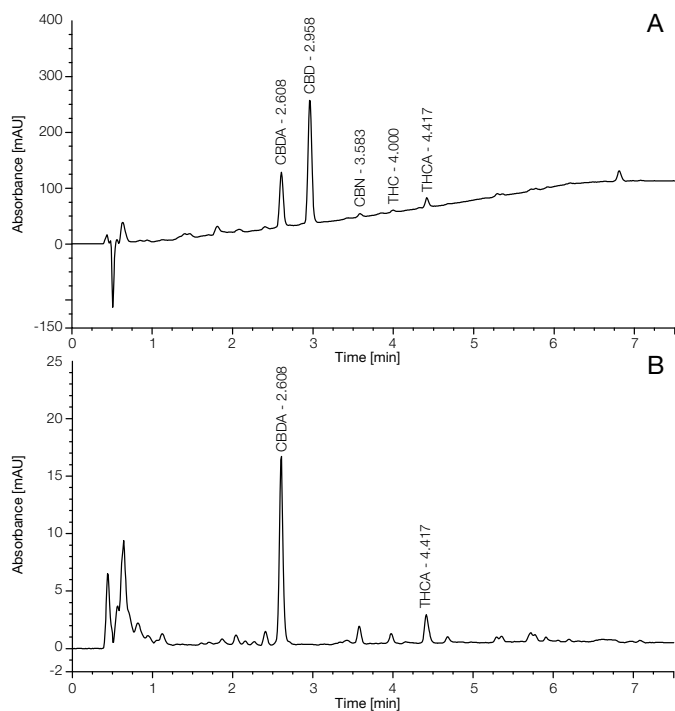 A
400
300
200
100
0
-150
Absorbance [mAU]
CBDA - 2.608
CBD - 2.958
CBN - 3.583
THC - 4.000
THCA - 4.417
0 1 2 3 4 5 6 7
Time [min]
B
25
20
15
10
5
0
-2
Absorbance [mAU]
CBDA - 2.608
THCA - 4.417
0 1 2 3 4 5 6 7
Time [min]